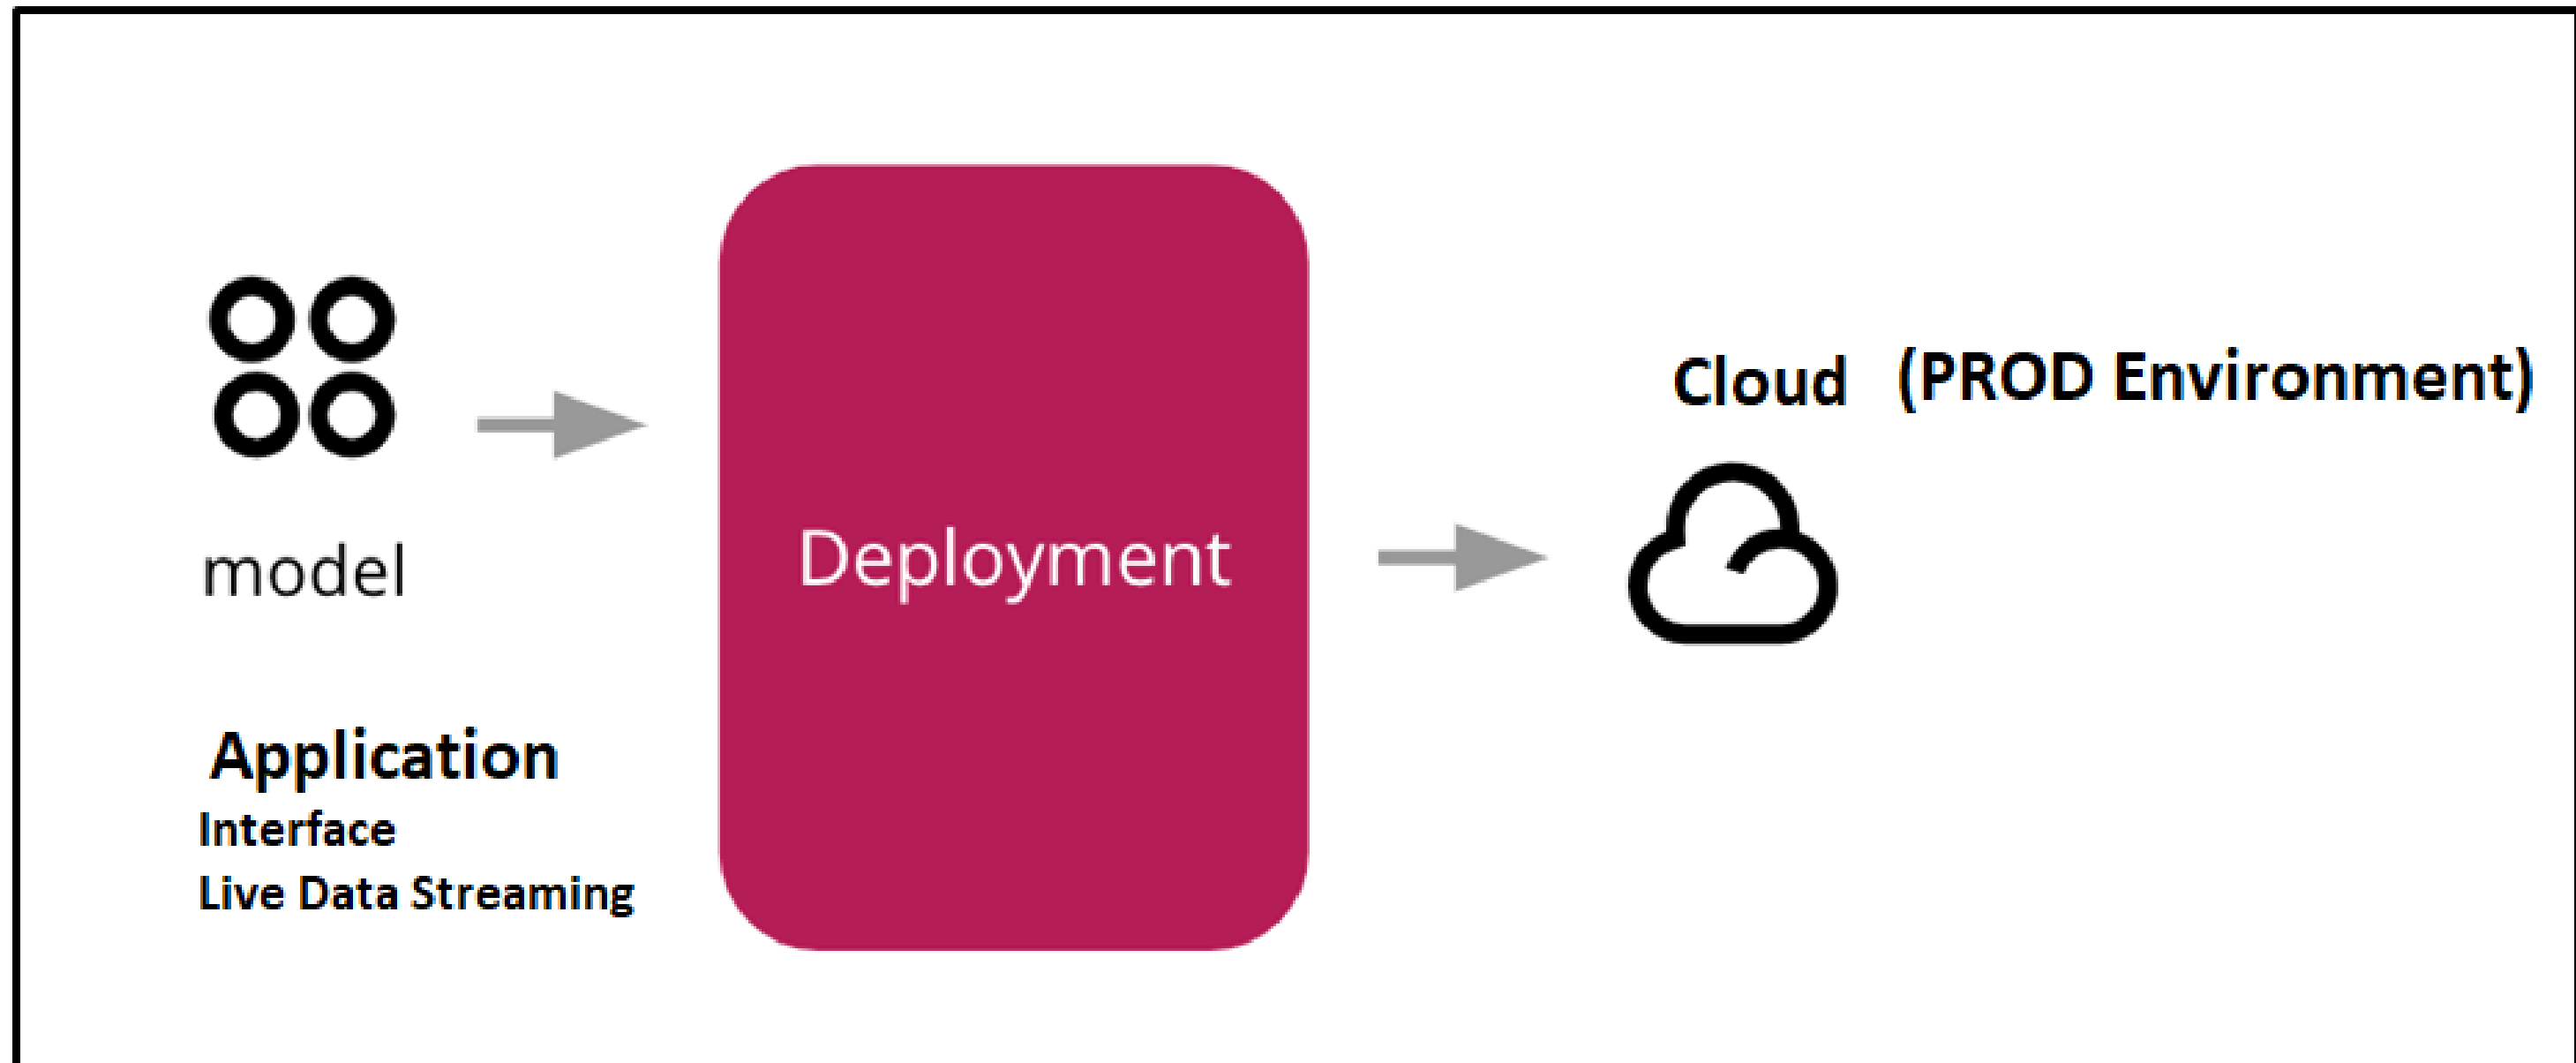 model
Application
Interface
Live Data Streaming
Deployment
Cloud (PROD Environment)